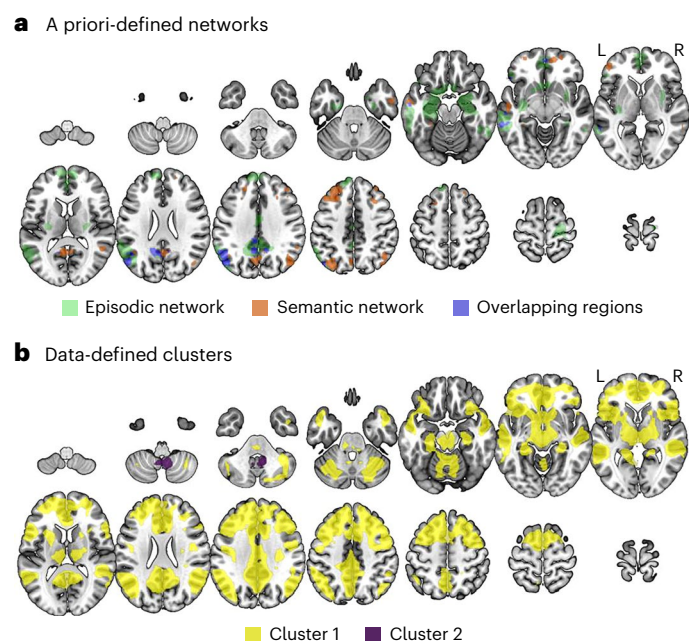 a A priori-defined networks
L R
Episodic network Semantic network Overlapping regions
b Data-defined clusters
L R
Cluster 1 Cluster 2